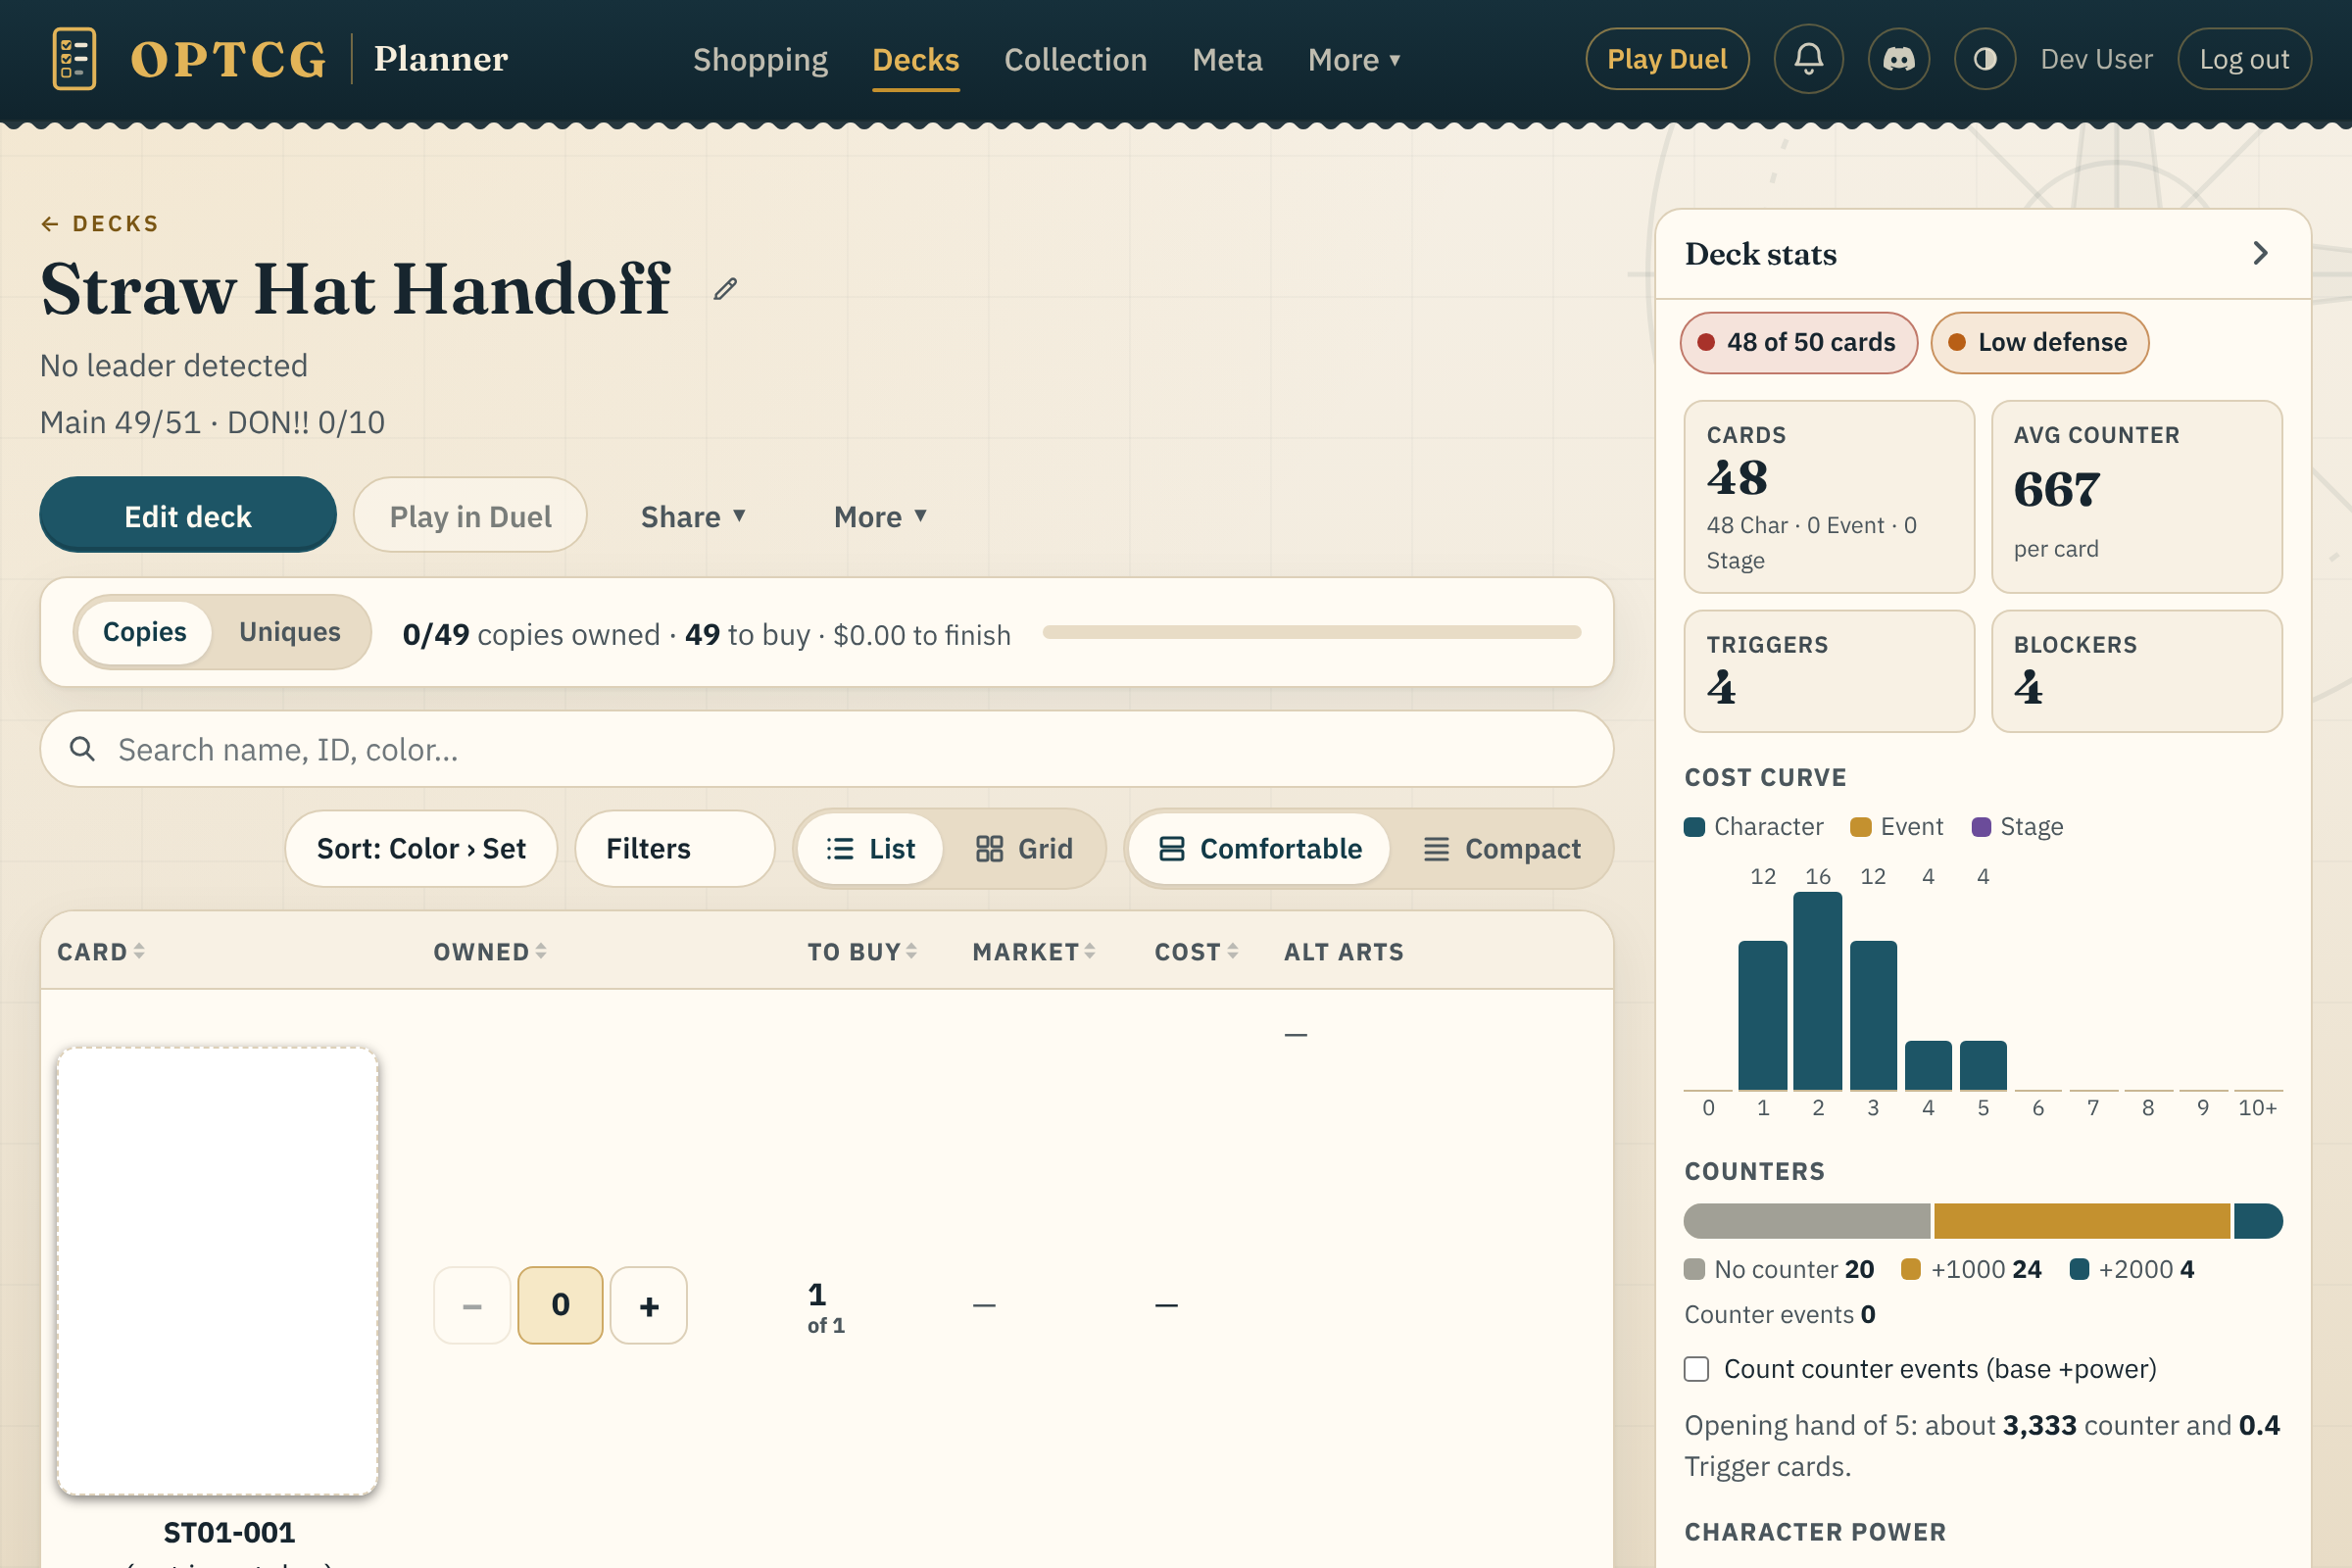 OPTCG | Planner
Shopping Decks Collection Meta More ▾
Play Duel Dev User Log out
← DECKS
Straw Hat Handoff
No leader detected
Main 49/51 · DON!! 0/10
Edit deck Play in Duel Share ▾ More ▾
Copies Uniques 0/49 copies owned · 49 to buy · $0.00 to finish
Search name, ID, color...
Sort: Color › Set Filters List Grid Comfortable Compact
CARD OWNED TO BUY MARKET COST ALT ARTS
—
− 0 + 1 — —
of 1
ST01-001
Deck stats
48 of 50 cards Low defense
CARDS
48
48 Char · 0 Event · 0
Stage
AVG COUNTER
667
per card
TRIGGERS
4
BLOCKERS
4
COST CURVE
Character Event Stage
12 16 12 4 4
0 1 2 3 4 5 6 7 8 9 10+
COUNTERS
No counter 20 +1000 24 +2000 4
Counter events 0
Count counter events (base +power)
Opening hand of 5: about 3,333 counter and 0.4
Trigger cards.
CHARACTER POWER